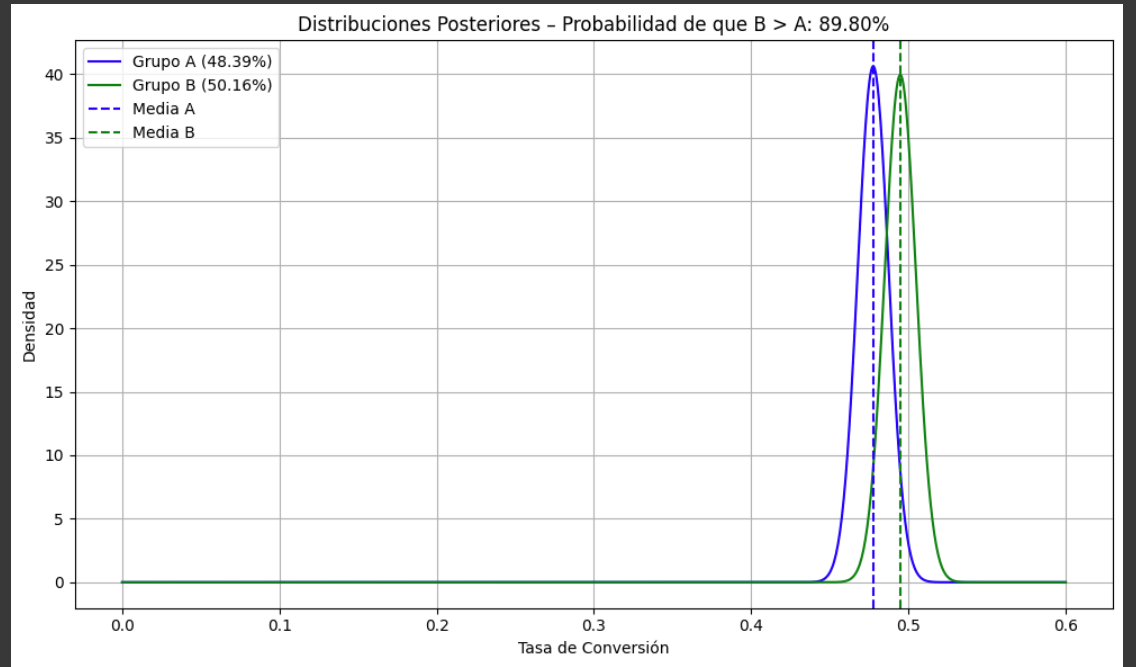 Distribuciones Posteriores – Probabilidad de que B > A: 89.80%
Grupo A (48.39%)
Grupo B (50.16%)
Media A
Media B
40
35
30
25
20
15
10
5
0
Densidad
0.0 0.1 0.2 0.3 0.4 0.5 0.6
Tasa de Conversión